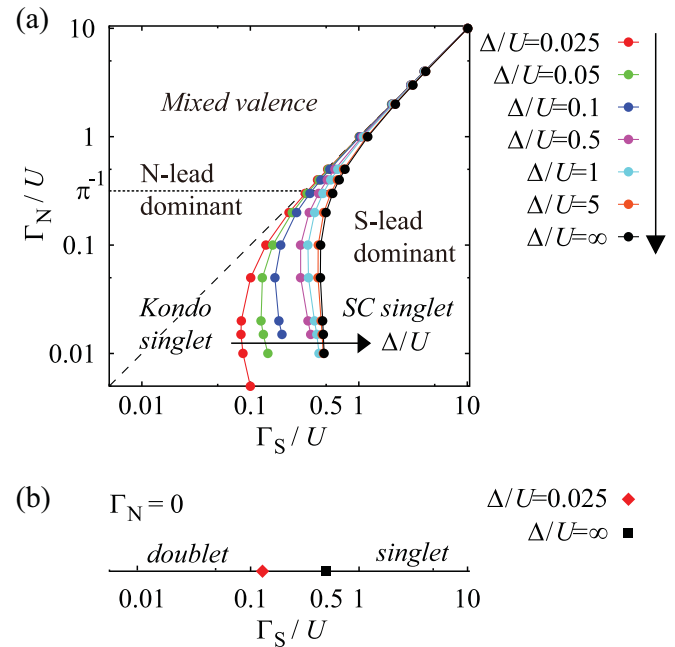 (a)
10
1
π⁻¹
0.1
0.01
Γ_N / U
Mixed valence
N-lead
dominant
S-lead
dominant
Kondo
singlet
SC singlet
Δ/U
0.01
0.1
0.5
1
10
Γ_S / U
Δ/U=0.025
Δ/U=0.05
Δ/U=0.1
Δ/U=0.5
Δ/U=1
Δ/U=5
Δ/U=∞
(b)
Γ_N = 0
Δ/U=0.025
Δ/U=∞
doublet
singlet
0.01
0.1
0.5
1
10
Γ_S / U